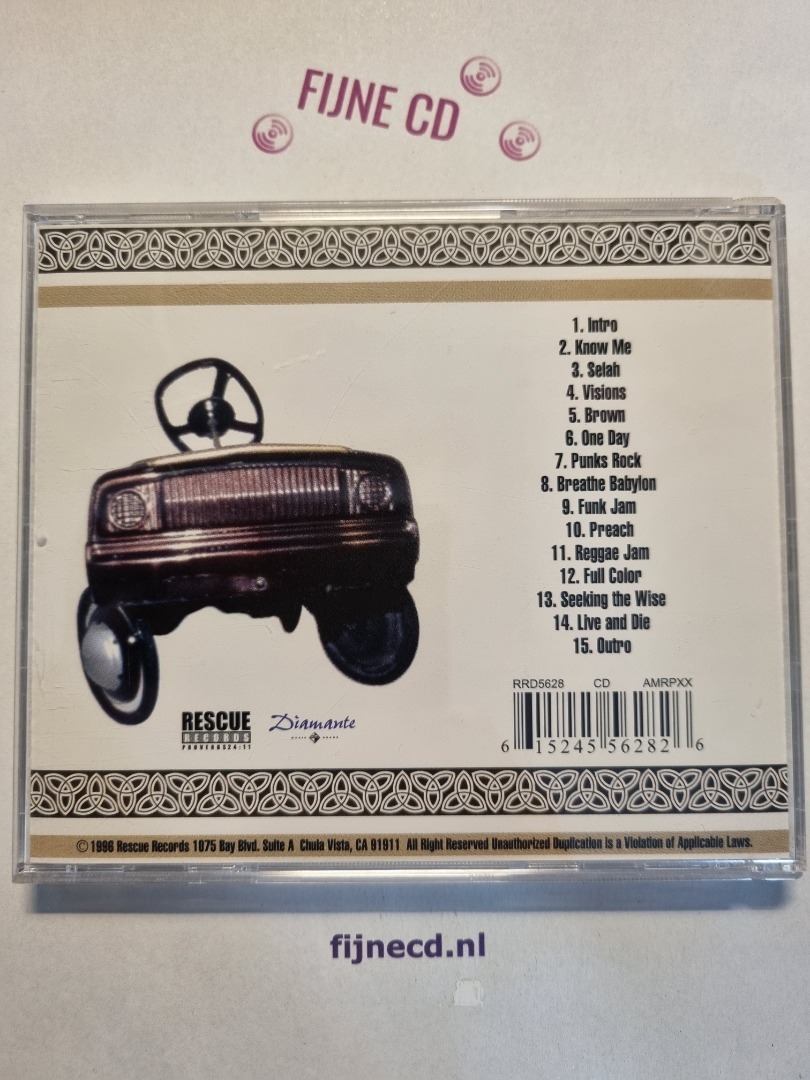 FIJNE CD
1. Intro
2. Know Me
3. Selah
4. Visions
5. Brown
6. One Day
7. Punks Rock
8. Breathe Babylon
9. Funk Jam
10. Preach
11. Reggae Jam
12. Full Color
13. Seeking the Wise
14. Live and Die
15. Outro
RRD5628 CD AMRPXX
6 15245 56282 6
RESCUE
RECORDS
PROVERBS24:11
Diamante
© 1996 Rescue Records 1075 Bay Blvd. Suite A Chula Vista, CA 91911 All Right Reserved Unauthorized Duplication is a Violation of Applicable Laws.
fijnecd.nl